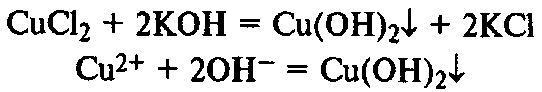 CuCl₂ + 2KOH = Cu(OH)₂↓ + 2KCl
Cu²⁺ + 2OH⁻ = Cu(OH)₂↓